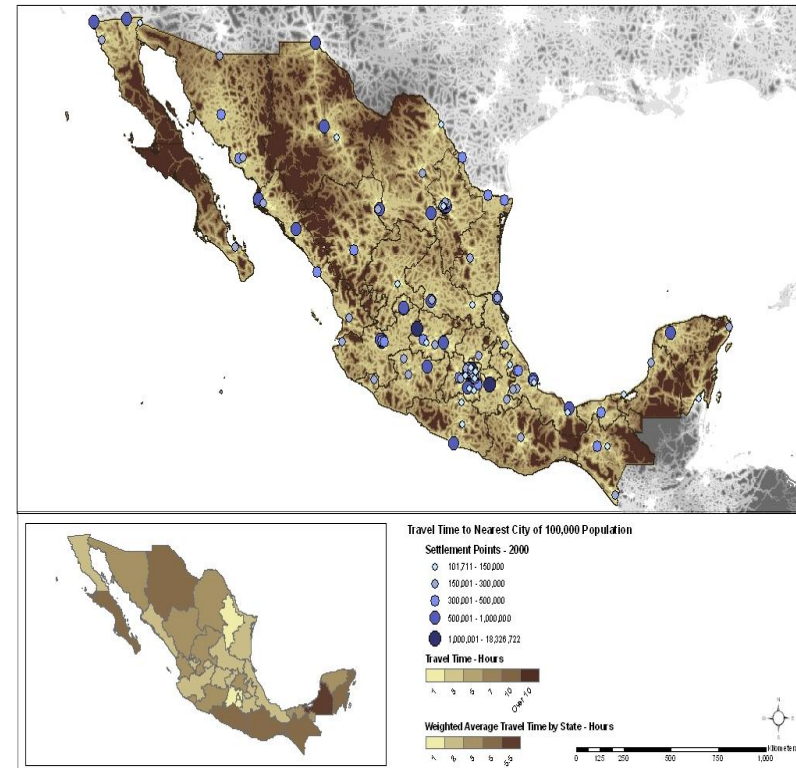 Travel Time to Nearest City of 100,000 Population
Settlement Points - 2000
101,711 - 150,000
150,001 - 300,000
300,001 - 500,000
500,001 - 1,000,000
1,000,001 - 18,326,722
Travel Time - Hours
10
Over 10
Weighted Average Travel Time by State - Hours
N
S
0 125 250 500 750 1,000
Kilometers